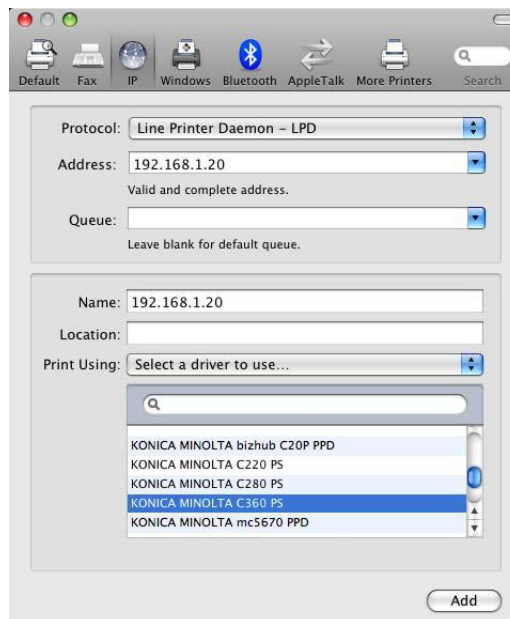 Default Fax IP Windows Bluetooth AppleTalk More Printers Search
Protocol: Line Printer Daemon – LPD
Address: 192.168.1.20
Valid and complete address.
Queue:
Leave blank for default queue.
Name: 192.168.1.20
Location:
Print Using: Select a driver to use...
KONICA MINOLTA bizhub C20P PPD
KONICA MINOLTA C220 PS
KONICA MINOLTA C280 PS
KONICA MINOLTA C360 PS
KONICA MINOLTA mc5670 PPD
Add